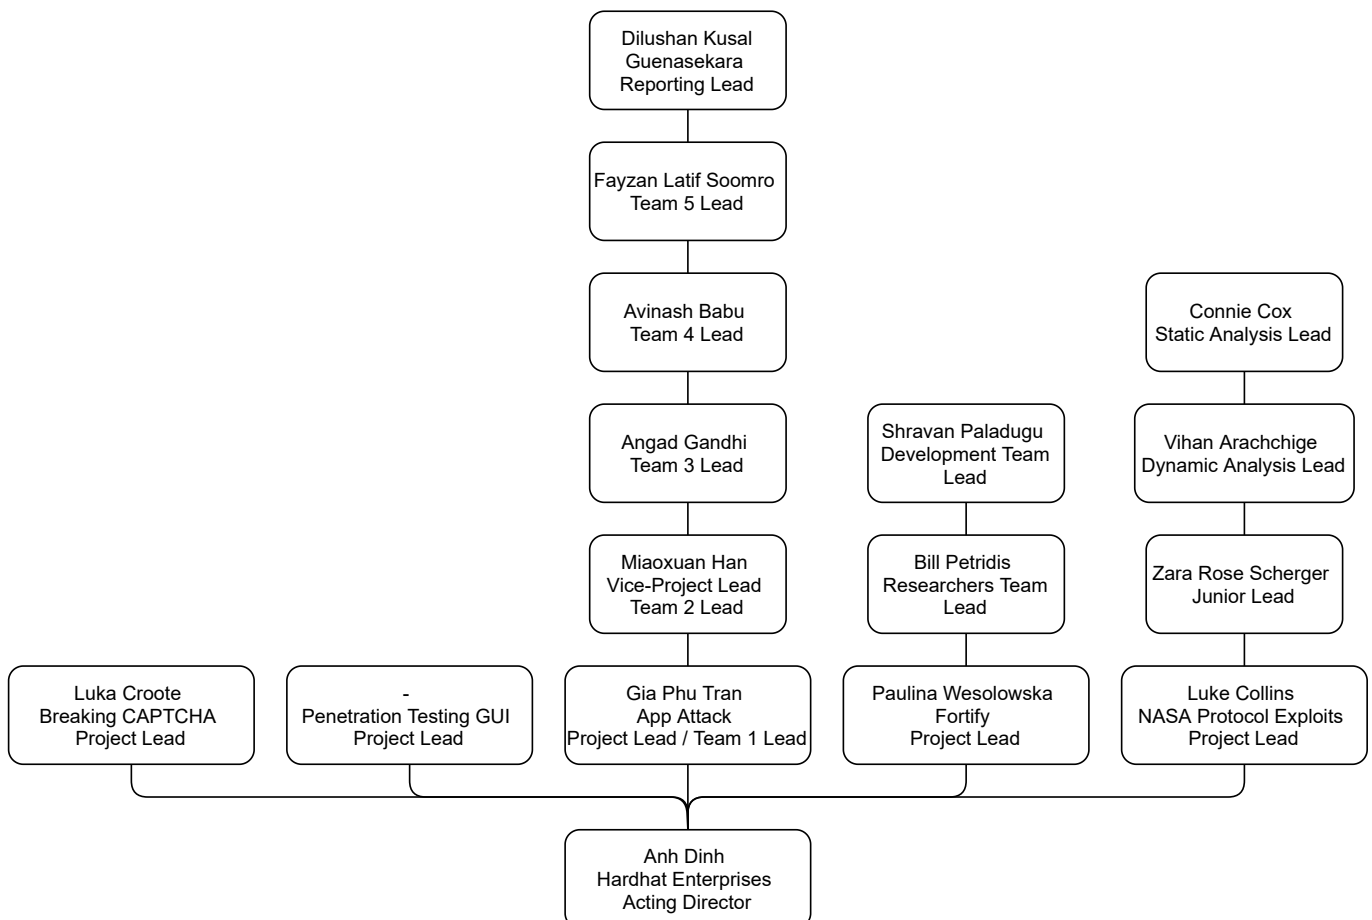 Dilushan Kusal
Guenasekara
Reporting Lead
Fayzan Latif Soomro
Team 5 Lead
Avinash Babu
Team 4 Lead
Connie Cox
Static Analysis Lead
Angad Gandhi
Team 3 Lead
Shravan Paladugu
Development Team
Lead
Vihan Arachchige
Dynamic Analysis Lead
Miaoxuan Han
Vice-Project Lead
Team 2 Lead
Bill Petridis
Researchers Team
Lead
Zara Rose Scherger
Junior Lead
Luka Croote
Breaking CAPTCHA
Project Lead
-
Penetration Testing GUI
Project Lead
Gia Phu Tran
App Attack
Project Lead / Team 1 Lead
Paulina Wesolowska
Fortify
Project Lead
Luke Collins
NASA Protocol Exploits
Project Lead
Anh Dinh
Hardhat Enterprises
Acting Director